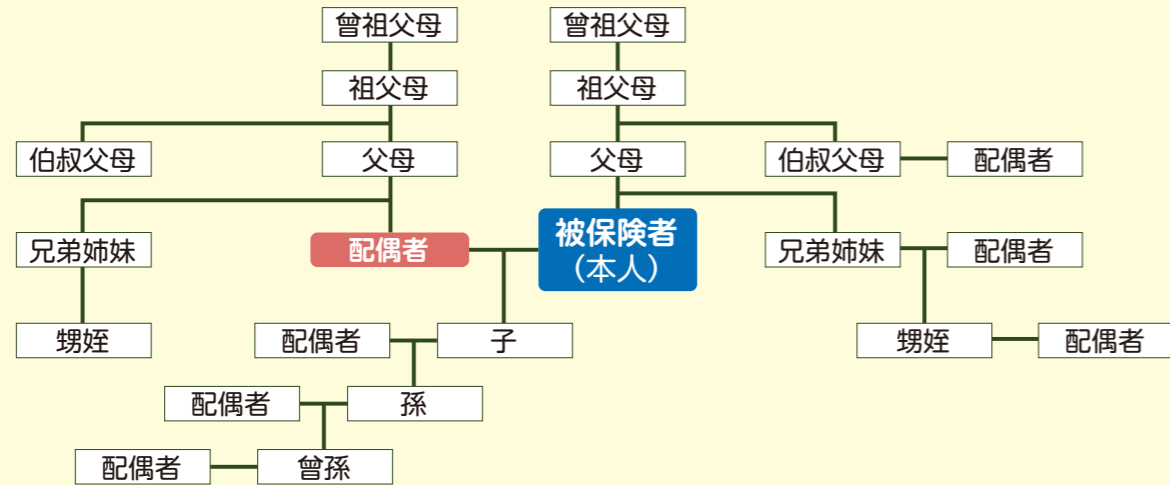 曾祖父母
曾祖父母
祖父母
祖父母
伯叔父母
父母
父母
伯叔父母
配偶者
兄弟姉妹
配偶者
被保険者
（本人）
兄弟姉妹
配偶者
甥姪
配偶者
子
甥姪
配偶者
配偶者
孫
配偶者
曾孫